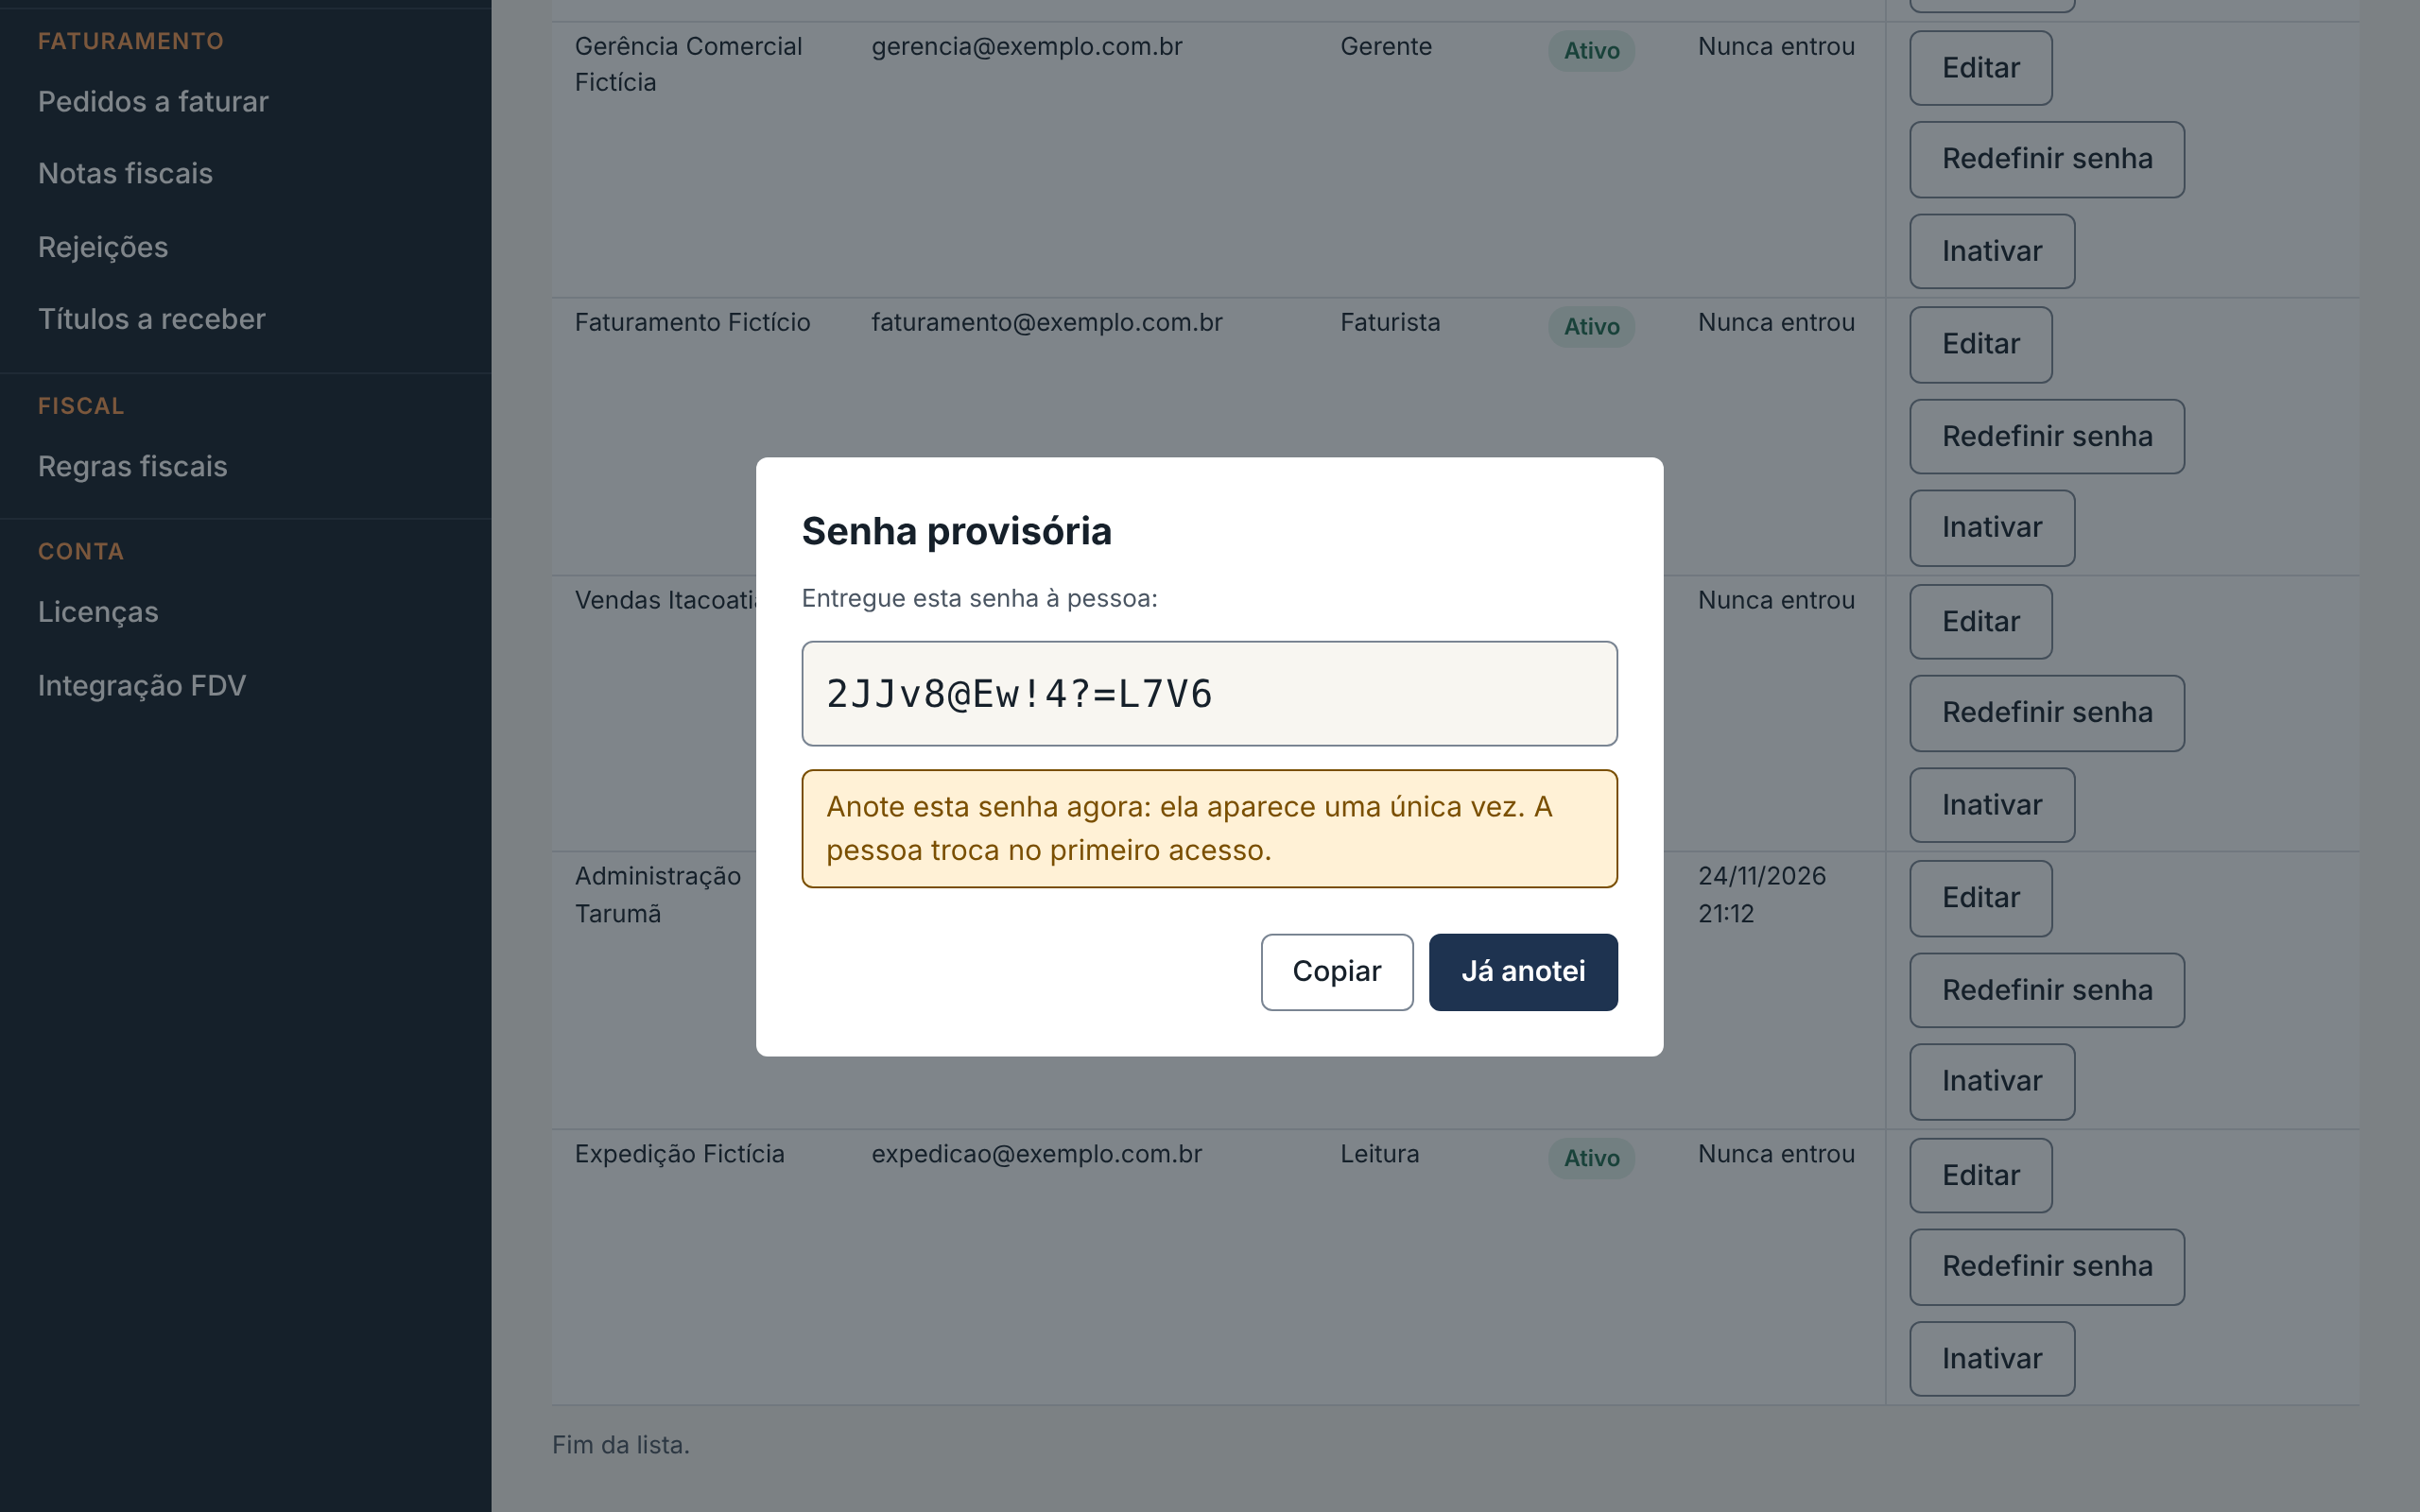 FATURAMENTO
Pedidos a faturar
Notas fiscais
Rejeições
Títulos a receber
FISCAL
Regras fiscais
CONTA
Licenças
Integração FDV
Gerência Comercial
Fictícia
gerencia@exemplo.com.br
Gerente
Ativo
Nunca entrou
Editar
Redefinir senha
Inativar
Faturamento Fictício
faturamento@exemplo.com.br
Faturista
Ativo
Nunca entrou
Editar
Redefinir senha
Inativar
Vendas
Nunca entrou
Editar
Redefinir senha
Inativar
Administração
Tarumã
24/11/2026
21:12
Editar
Redefinir senha
Inativar
Expedição Fictícia
expedicao@exemplo.com.br
Leitura
Ativo
Nunca entrou
Editar
Redefinir senha
Inativar
Fim da lista.
Senha provisória
Entregue esta senha à pessoa:
2JJv8@Ew!4?=L7V6
Anote esta senha agora: ela aparece uma única vez. A
pessoa troca no primeiro acesso.
Copiar
Já anotei